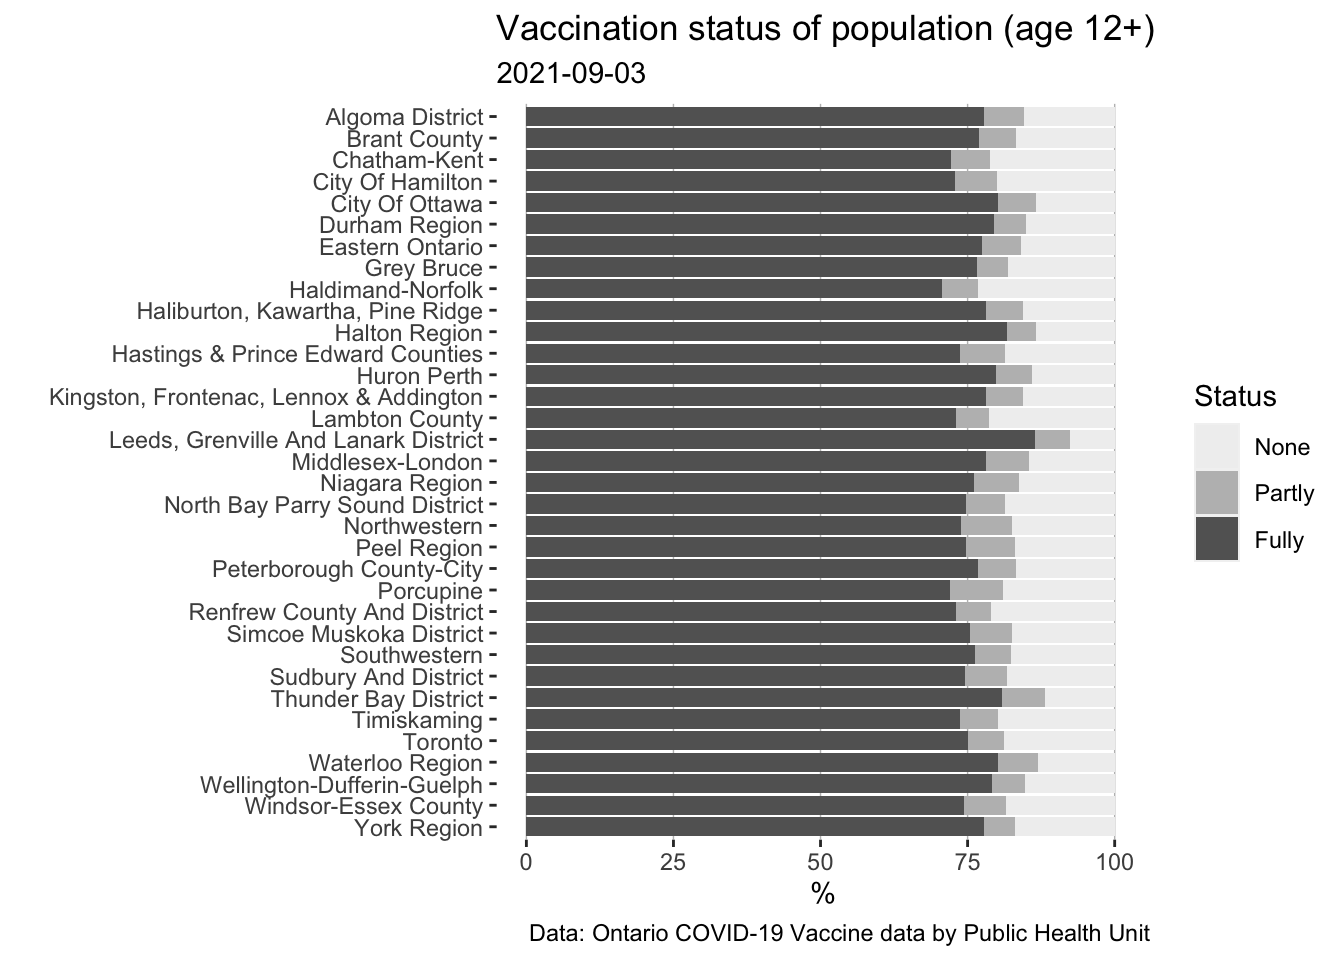 Vaccination status of population (age 12+)
2021-09-03
Algoma District
Brant County
Chatham-Kent
City Of Hamilton
City Of Ottawa
Durham Region
Eastern Ontario
Grey Bruce
Haldimand-Norfolk
Haliburton, Kawartha, Pine Ridge
Halton Region
Hastings & Prince Edward Counties
Huron Perth
Kingston, Frontenac, Lennox & Addington
Lambton County
Leeds, Grenville And Lanark District
Middlesex-London
Niagara Region
North Bay Parry Sound District
Northwestern
Peel Region
Peterborough County-City
Porcupine
Renfrew County And District
Simcoe Muskoka District
Southwestern
Sudbury And District
Thunder Bay District
Timiskaming
Toronto
Waterloo Region
Wellington-Dufferin-Guelph
Windsor-Essex County
York Region
0 25 50 75 100
%
Status
None
Partly
Fully
Data: Ontario COVID-19 Vaccine data by Public Health Unit